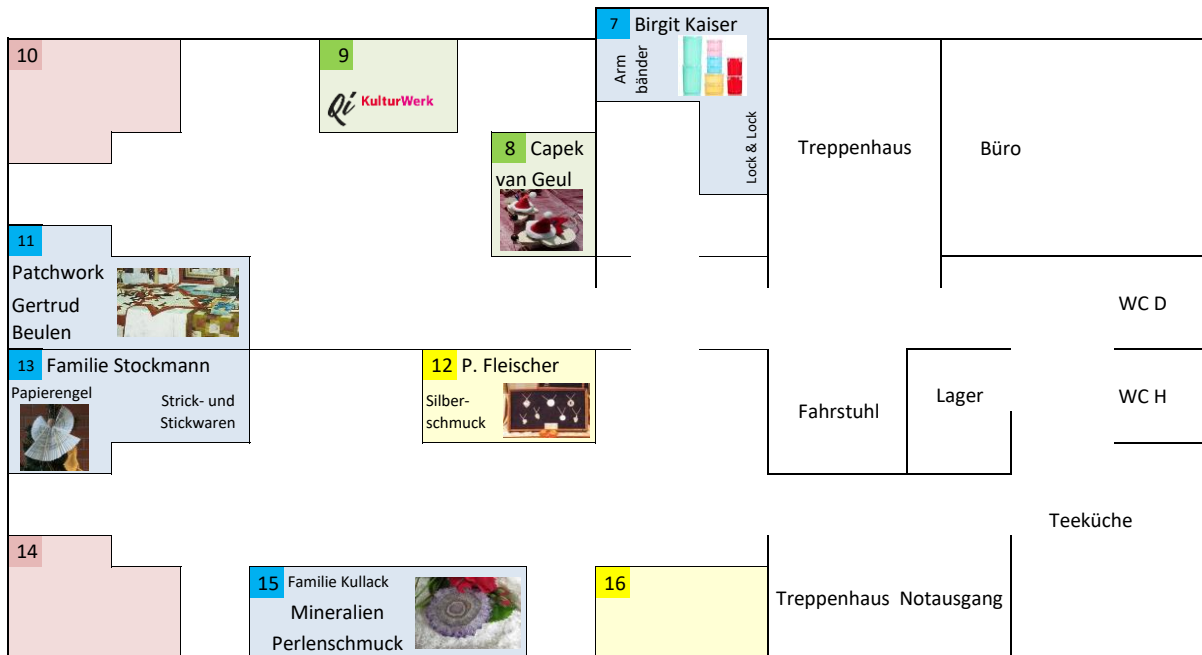 7 Birgit Kaiser
Arm
bänder
Lock & Lock
10
9
Qi KulturWerk
8 Capek
van Geul
Treppenhaus
Büro
11
Patchwork
Gertrud
Beulen
WC D
13 Familie Stockmann
Papierengel
Strick- und
Stickwaren
12 P. Fleischer
Silber-
schmuck
Fahrstuhl
Lager
WC H
Teeküche
14
15 Familie Kullack
Mineralien
Perlenschmuck
16
Treppenhaus Notausgang